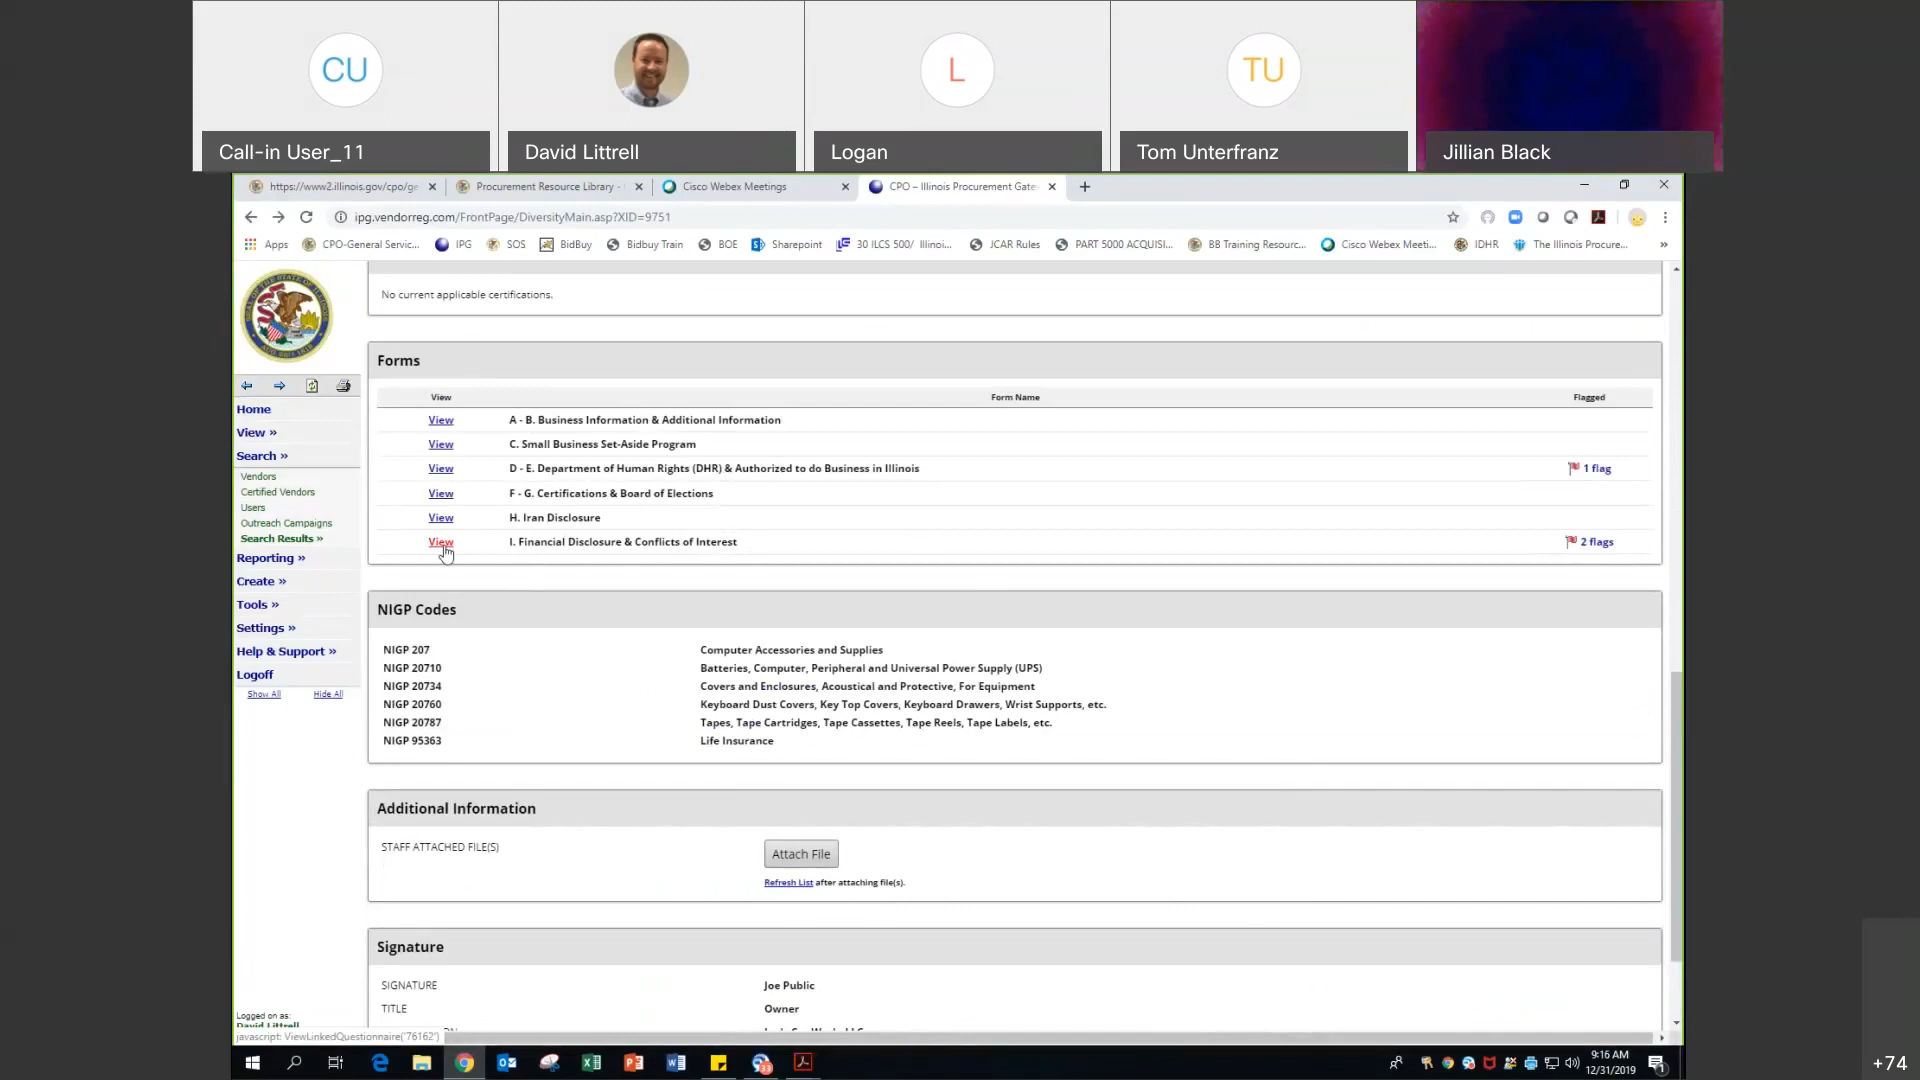 CU
L
TU
Call-in User_11
David Littrell
Logan
Tom Unterfranz
Jillian Black
https://www2.illinois.gov/cpo/ge
Procurement Resource Library -
Cisco Webex Meetings
CPO – Illinois Procurement Gate
ipg.vendorreg.com/FrontPage/DiversityMain.asp?XID=9751
Apps
CPO-General Servic...
IPG
SOS
BidBuy
Bidbuy Train
BOE
Sharepoint
30 ILCS 500/ Illinoi...
JCAR Rules
PART 5000 ACQUISI...
BB Training Resourc...
Cisco Webex Meeti...
IDHR
The Illinois Procure...
Home
View »
Search »
Vendors
Certified Vendors
Users
Outreach Campaigns
Search Results »
Reporting »
Create »
Tools »
Settings »
Help & Support »
Logoff
Show All Hide All
Logged on as:
David Littrell
javascript: ViewLinkedQuestionnaire('76162')
No current applicable certifications.
Forms
View Form Name Flagged
View A - B. Business Information & Additional Information
View C. Small Business Set-Aside Program
View D - E. Department of Human Rights (DHR) & Authorized to do Business in Illinois 1 flag
View F - G. Certifications & Board of Elections
View H. Iran Disclosure
View I. Financial Disclosure & Conflicts of Interest 2 flags
NIGP Codes
NIGP 207 Computer Accessories and Supplies
NIGP 20710 Batteries, Computer, Peripheral and Universal Power Supply (UPS)
NIGP 20734 Covers and Enclosures, Acoustical and Protective, For Equipment
NIGP 20760 Keyboard Dust Covers, Key Top Covers, Keyboard Drawers, Wrist Supports, etc.
NIGP 20787 Tapes, Tape Cartridges, Tape Cassettes, Tape Reels, Tape Labels, etc.
NIGP 95363 Life Insurance
Additional Information
STAFF ATTACHED FILE(S)
Attach File
Refresh List after attaching file(s).
Signature
SIGNATURE Joe Public
TITLE Owner
9:16 AM
12/31/2019
+74